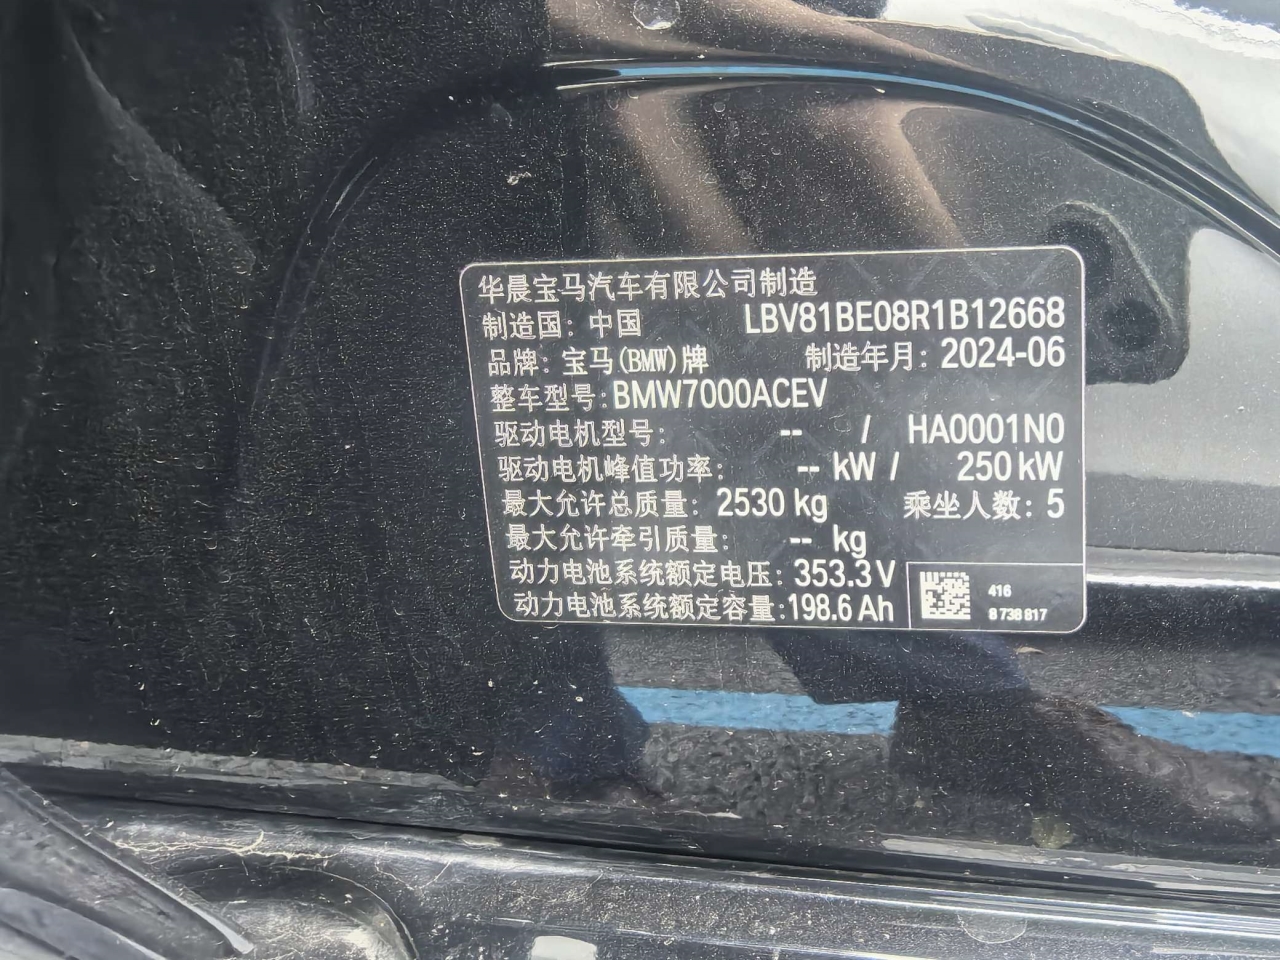 华晨宝马汽车有限公司制造
制造国: 中国 LBV81BE08R1B12668
品牌: 宝马(BMW)牌 制造年月: 2024-06
整车型号: BMW7000ACEV
驱动电机型号: -- / HA0001N0
驱动电机峰值功率: -- kW / 250 kW
最大允许总质量: 2530 kg 乘坐人数: 5
最大允许牵引质量: -- kg
动力电池系统额定电压: 353.3 V
动力电池系统额定容量: 198.6 Ah
416
8 738 817